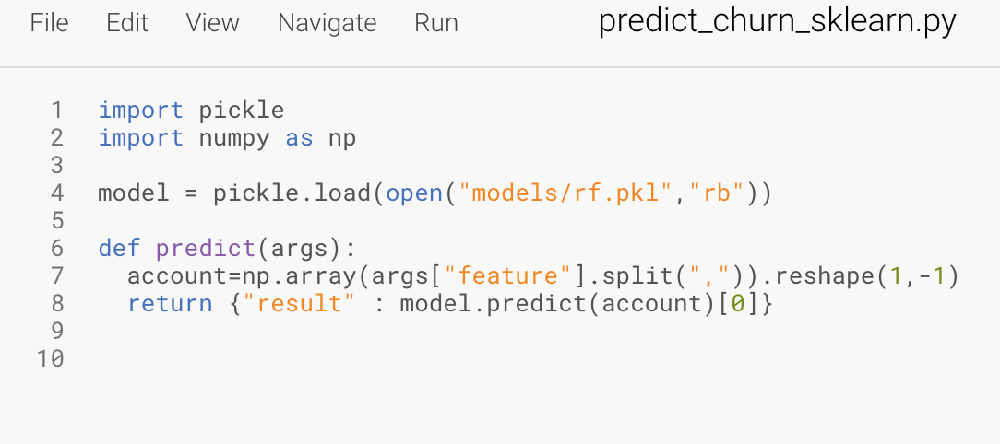 File Edit View Navigate Run predict_churn_sklearn.py
1 import pickle
2 import numpy as np
3
4 model = pickle.load(open("models/rf.pkl","rb"))
5
6 def predict(args):
7   account=np.array(args["feature"].split(",")).reshape(1,-1)
8   return {"result" : model.predict(account)[0]}
9
10